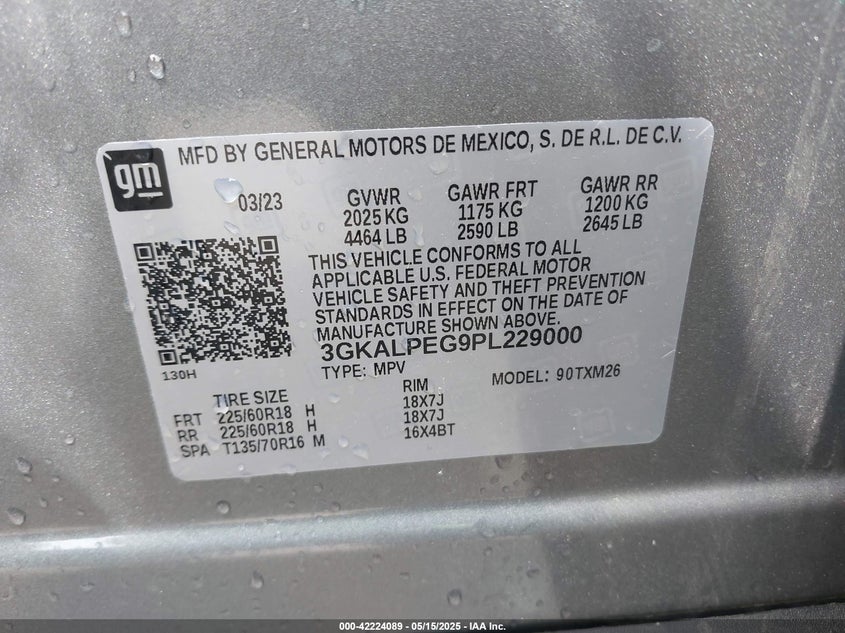 gm
MFD BY GENERAL MOTORS DE MEXICO, S. DE R.L. DE C.V.
03/23 GVWR GAWR FRT GAWR RR
2025 KG 1175 KG 1200 KG
4464 LB 2590 LB 2645 LB
THIS VEHICLE CONFORMS TO ALL
APPLICABLE U.S. FEDERAL MOTOR
VEHICLE SAFETY AND THEFT PREVENTION
STANDARDS IN EFFECT ON THE DATE OF
MANUFACTURE SHOWN ABOVE.
3GKALPEG9PL229000
130H
TYPE: MPV MODEL: 90TXM26
TIRE SIZE RIM
FRT 225/60R18 H 18X7J
RR 225/60R18 H 18X7J
SPA T135/70R16 M 16X4BT
000-42224089 - 05/15/2025 - IAA Inc.